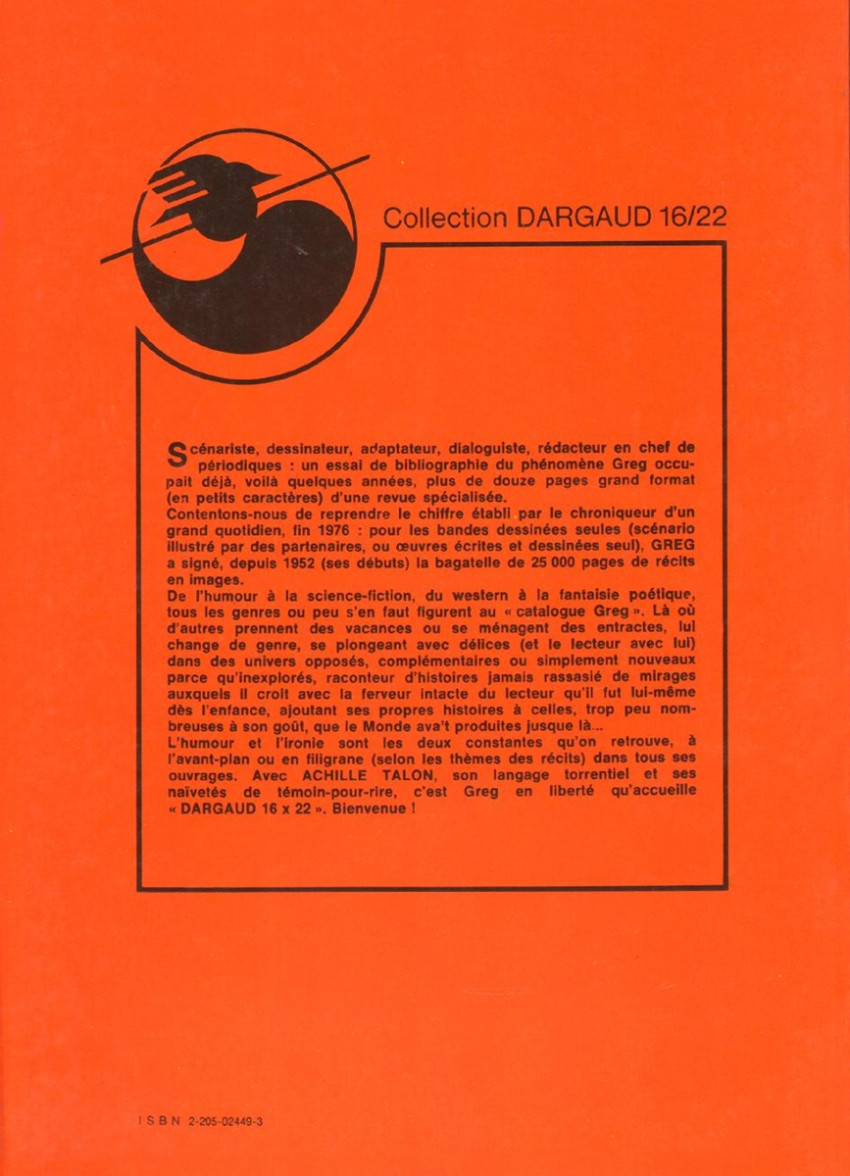 Collection DARGAUD 16/22
Scénariste, dessinateur, adaptateur, dialoguiste, rédacteur en chef de
périodiques : un essai de bibliographie du phénomène Greg occu-
pait déjà, voilà quelques années, plus de douze pages grand format
(en petits caractères) d'une revue spécialisée.
Contentons-nous de reprendre le chiffre établi par le chroniqueur d'un
grand quotidien, fin 1976 : pour les bandes dessinées seules (scénario
illustré par des partenaires, ou œuvres écrites et dessinées seul), GREG
a signé, depuis 1952 (ses débuts) la bagatelle de 25 000 pages de récits
en images.
De l'humour à la science-fiction, du western à la fantaisie poétique,
tous les genres ou peu s'en faut figurent au « catalogue Greg ». Là où
d'autres prennent des vacances ou se ménagent des entractes, lui
change de genre, se plongeant avec délices (et le lecteur avec lui)
dans des univers opposés, complémentaires ou simplement nouveaux
parce qu'inexplorés, raconteur d'histoires jamais rassasié de mirages
auxquels il croit avec la ferveur intacte du lecteur qu'il fut lui-même
dès l'enfance, ajoutant ses propres histoires à celles, trop peu nom-
breuses à son goût, que le Monde ava't produites jusque là...
L'humour et l'ironie sont les deux constantes qu'on retrouve, à
l'avant-plan ou en filigrane (selon les thèmes des récits) dans tous ses
ouvrages. Avec ACHILLE TALON, son langage torrentiel et ses
naïvetés de témoin-pour-rire, c'est Greg en liberté qu'accueille
« DARGAUD 16 x 22 ». Bienvenue !
ISBN 2-205-02449-3